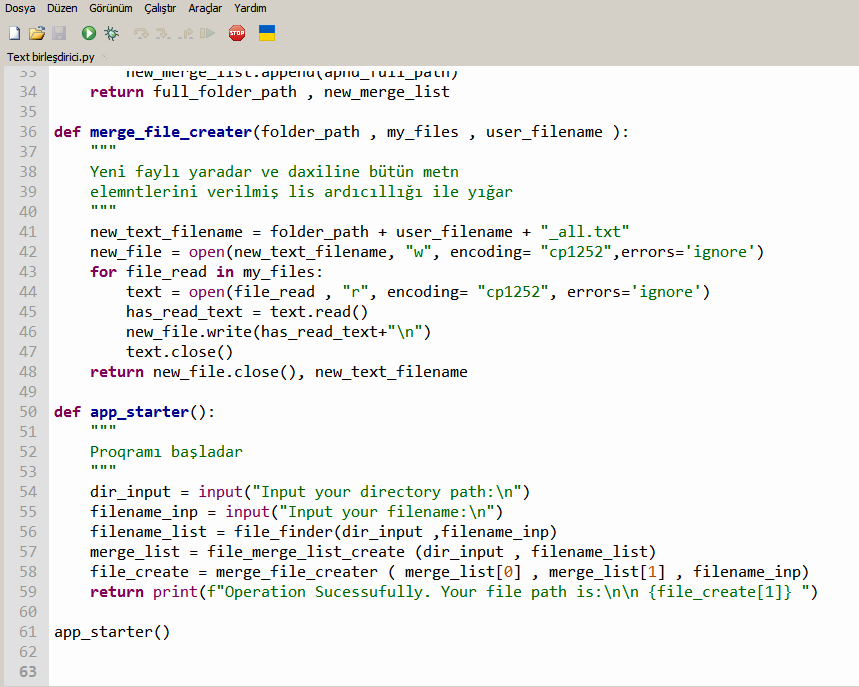 Dosya Düzen Görünüm Çalıştır Araçlar Yardım
STOP
Text birleşdirici.py
33 new_merge_list.append(apnd_full_path)
34 return full_folder_path , new_merge_list
35
36 def merge_file_creater(folder_path , my_files , user_filename ):
37 """
38 Yeni faylı yaradar ve daxiline bütün metn
39 elemntlerini verilmiş lis ardıcıllığı ile yığar
40 """
41 new_text_filename = folder_path + user_filename + "_all.txt"
42 new_file = open(new_text_filename, "w", encoding= "cp1252",errors='ignore')
43 for file_read in my_files:
44 text = open(file_read , "r", encoding= "cp1252", errors='ignore')
45 has_read_text = text.read()
46 new_file.write(has_read_text+"\n")
47 text.close()
48 return new_file.close(), new_text_filename
49
50 def app_starter():
51 """
52 Proqramı başladar
53 """
54 dir_input = input("Input your directory path:\n")
55 filename_inp = input("Input your filename:\n")
56 filename_list = file_finder(dir_input ,filename_inp)
57 merge_list = file_merge_list_create (dir_input , filename_list)
58 file_create = merge_file_creater ( merge_list[0] , merge_list[1] , filename_inp)
59 return print(f"Operation Sucessufully. Your file path is:\n\n {file_create[1]} ")
60
61 app_starter()
62
63